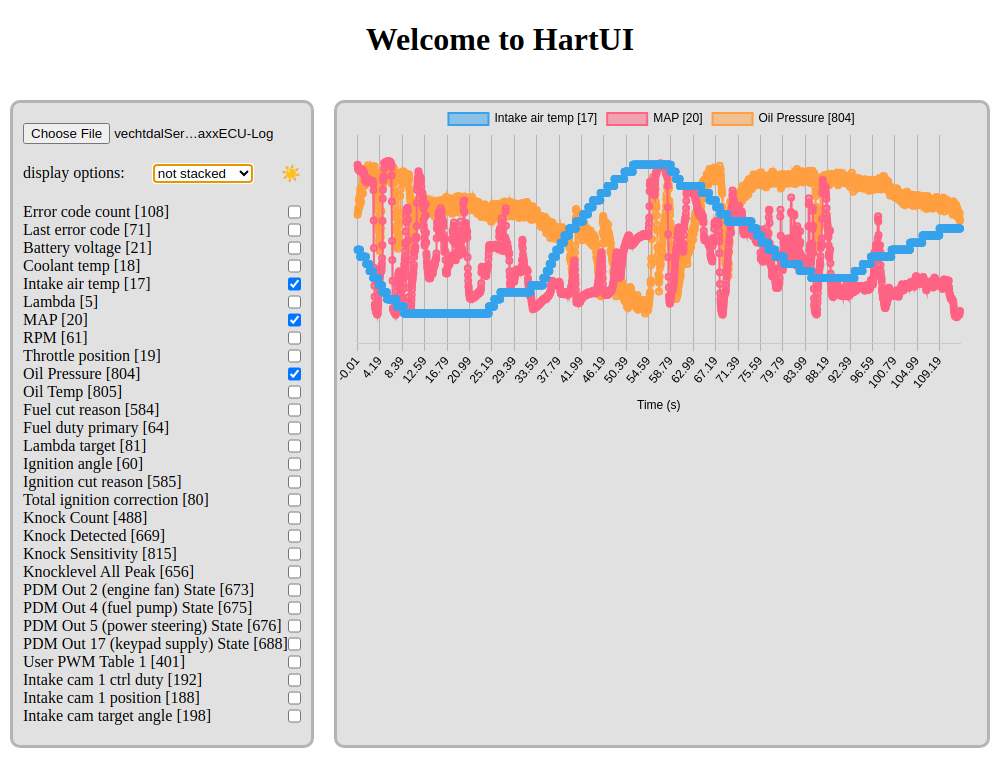 Welcome to HartUI
Choose File vechtdalSer…axxECU-Log
display options: not stacked
Error code count [108]
Last error code [71]
Battery voltage [21]
Coolant temp [18]
Intake air temp [17]
Lambda [5]
MAP [20]
RPM [61]
Throttle position [19]
Oil Pressure [804]
Oil Temp [805]
Fuel cut reason [584]
Fuel duty primary [64]
Lambda target [81]
Ignition angle [60]
Ignition cut reason [585]
Total ignition correction [80]
Knock Count [488]
Knock Detected [669]
Knock Sensitivity [815]
Knocklevel All Peak [656]
PDM Out 2 (engine fan) State [673]
PDM Out 4 (fuel pump) State [675]
PDM Out 5 (power steering) State [676]
PDM Out 17 (keypad supply) State [688]
User PWM Table 1 [401]
Intake cam 1 ctrl duty [192]
Intake cam 1 position [188]
Intake cam target angle [198]
Intake air temp [17] MAP [20] Oil Pressure [804]
-0.01 4.19 8.39 12.59 16.79 20.99 25.19 29.39 33.59 37.79 41.99 46.19 50.39 54.59 58.79 62.99 67.19 71.39 75.59 79.79 83.99 88.19 92.39 96.59 100.79 104.99 109.19
Time (s)